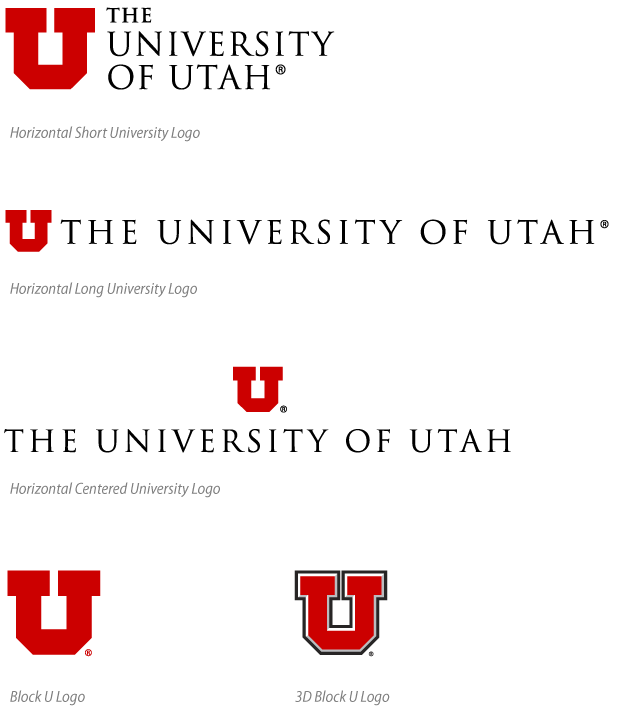 U THE
UNIVERSITY
OF UTAH®
Horizontal Short University Logo
U THE UNIVERSITY OF UTAH®
Horizontal Long University Logo
U®
THE UNIVERSITY OF UTAH
Horizontal Centered University Logo
U® U®
Block U Logo 3D Block U Logo